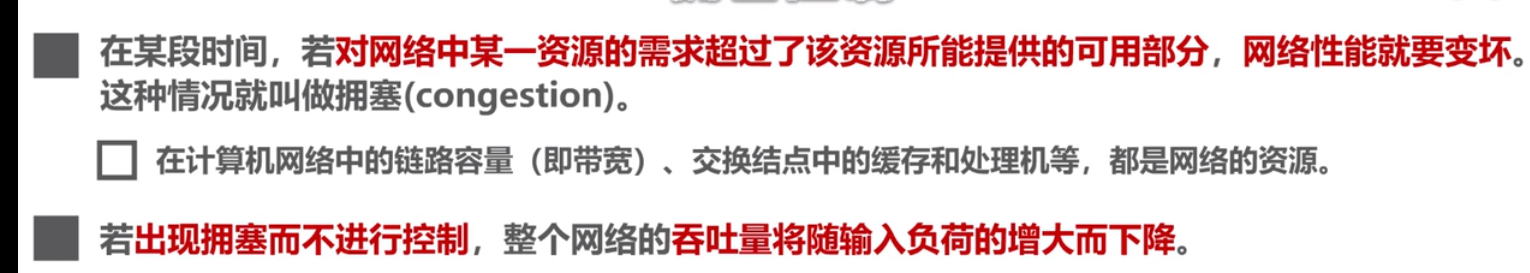 在某段时间，若对网络中某一资源的需求超过了该资源所能提供的可用部分，网络性能就要变坏。
这种情况就叫做拥塞(congestion)。
在计算机网络中的链路容量（即带宽）、交换结点中的缓存和处理机等，都是网络的资源。
若出现拥塞而不进行控制，整个网络的吞吐量将随输入负荷的增大而下降。